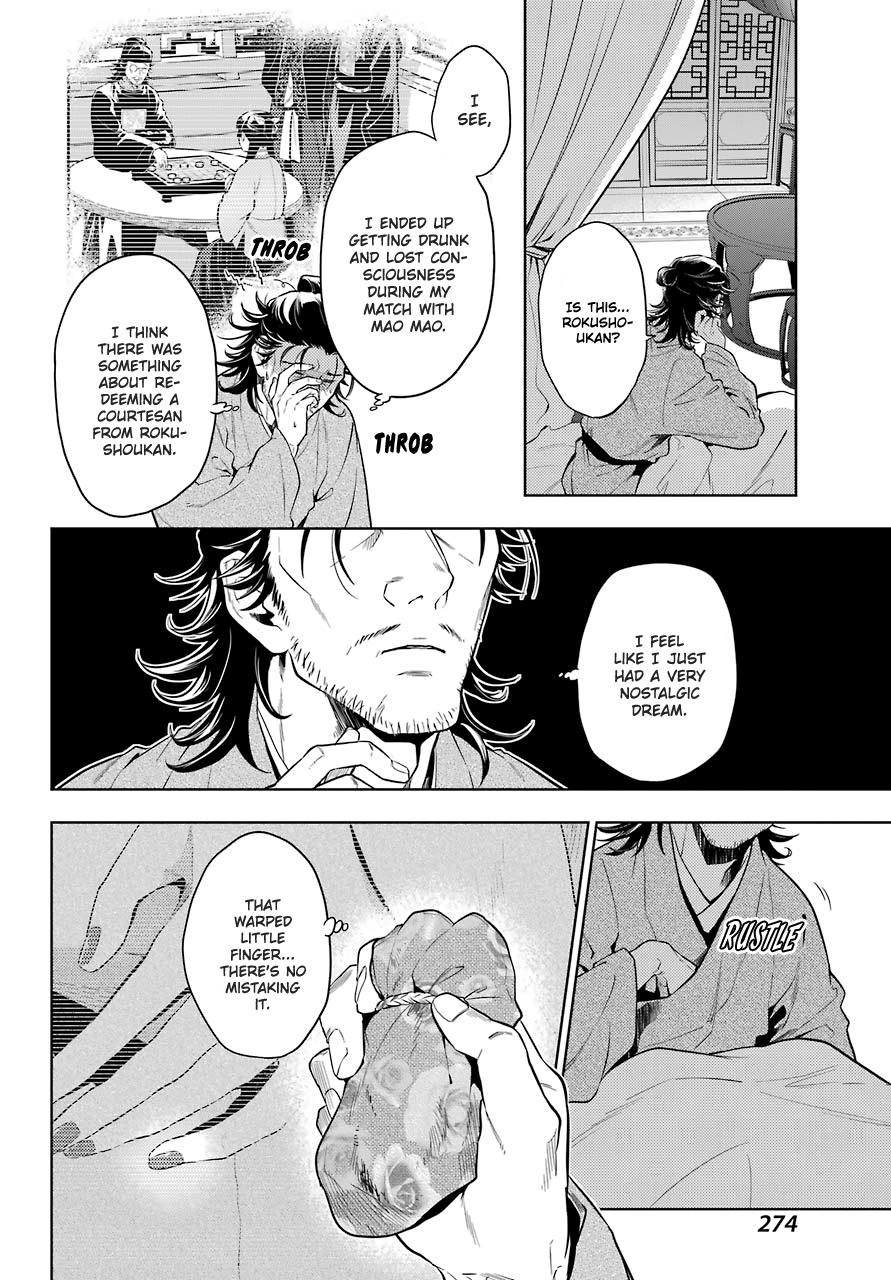 IS THIS...
ROKUSHO-
UKAN?
I
SEE,
I ENDED UP
GETTING DRUNK
AND LOST CON-
SCIOUSNESS
DURING MY
MATCH WITH
MAO MAO.
THROB
I THINK
THERE WAS
SOMETHING
ABOUT RE-
DEEMING A
COURTESAN
FROM ROKU-
SHOUKAN.
THROB
I FEEL
LIKE I JUST
HAD A VERY
NOSTALGIC
DREAM.
RUSTLE
THAT
WARPED
LITTLE
FINGER...
THERE'S NO
MISTAKING
IT.
274